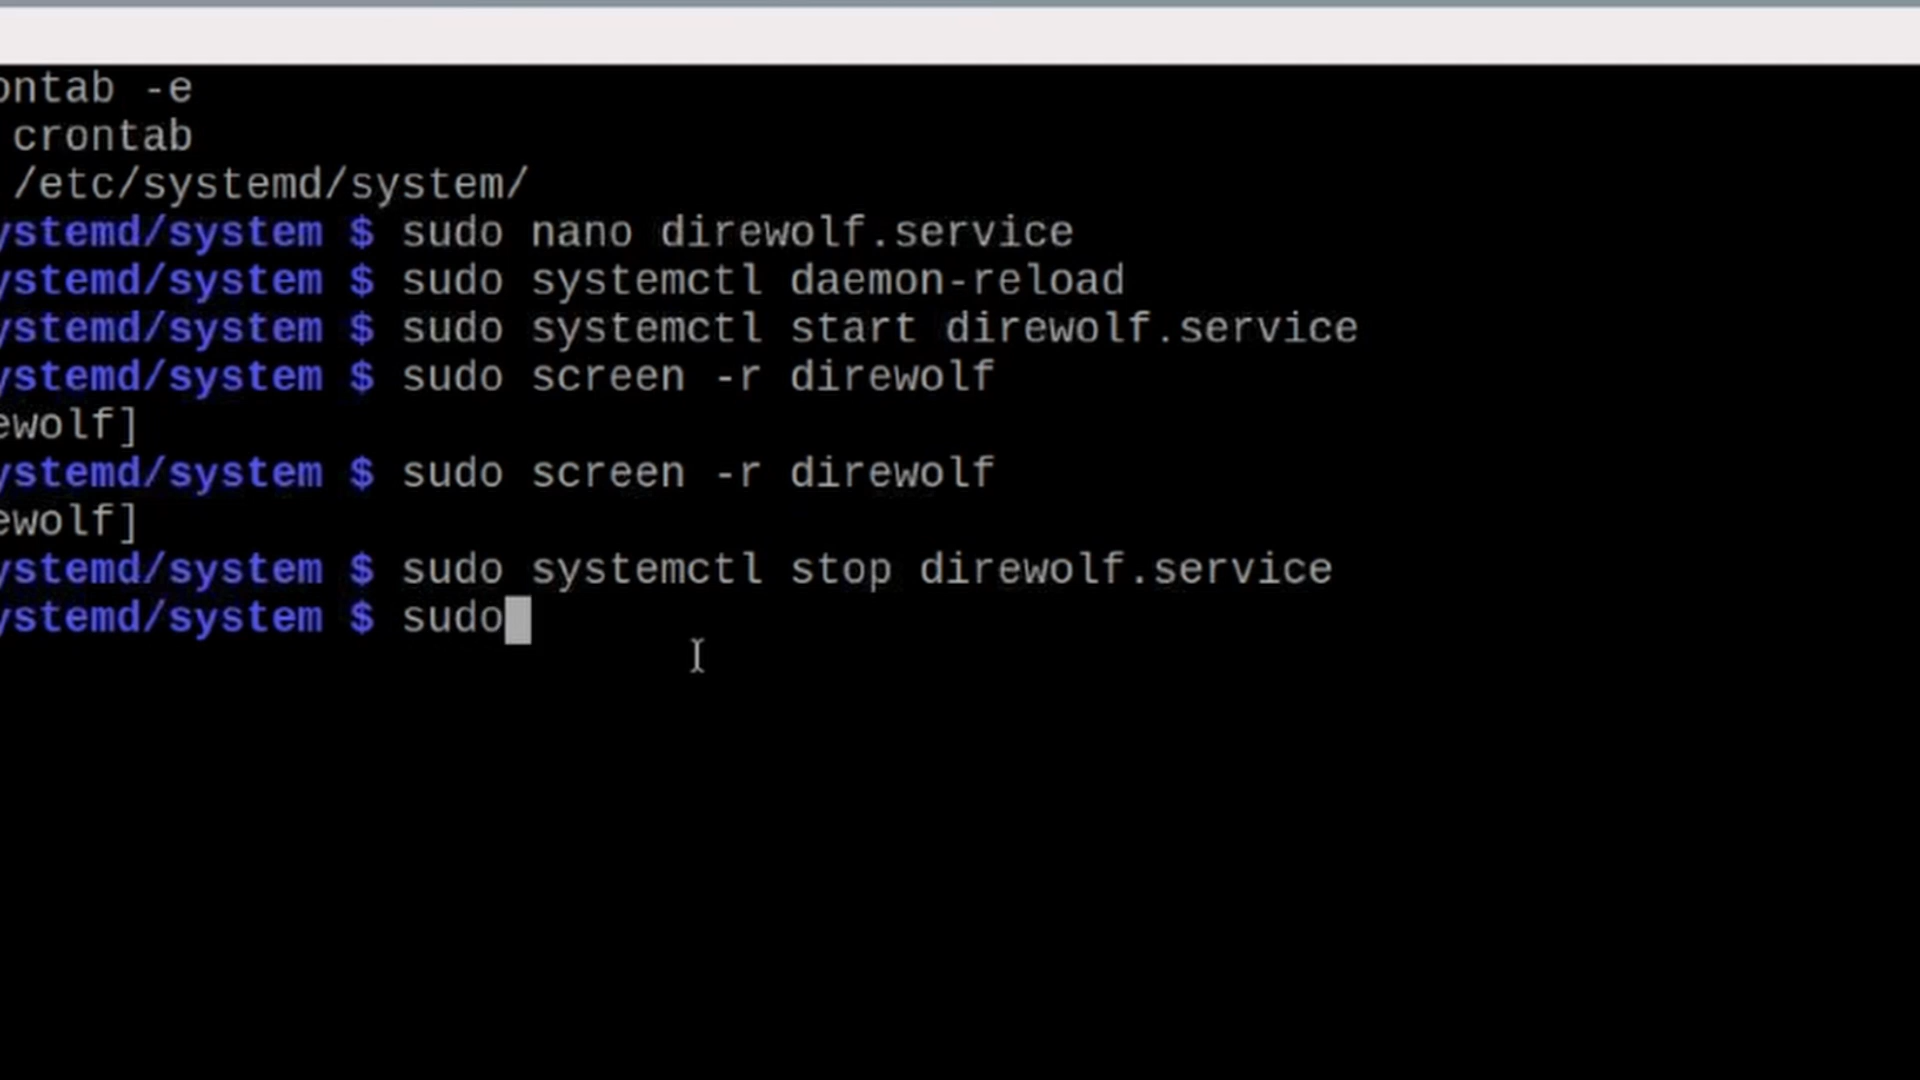 ontab -e
crontab
/etc/systemd/system/
ystemd/system $ sudo nano direwolf.service
ystemd/system $ sudo systemctl daemon-reload
ystemd/system $ sudo systemctl start direwolf.service
ystemd/system $ sudo screen -r direwolf
ewolf]
ystemd/system $ sudo screen -r direwolf
ewolf]
ystemd/system $ sudo systemctl stop direwolf.service
ystemd/system $ sudo